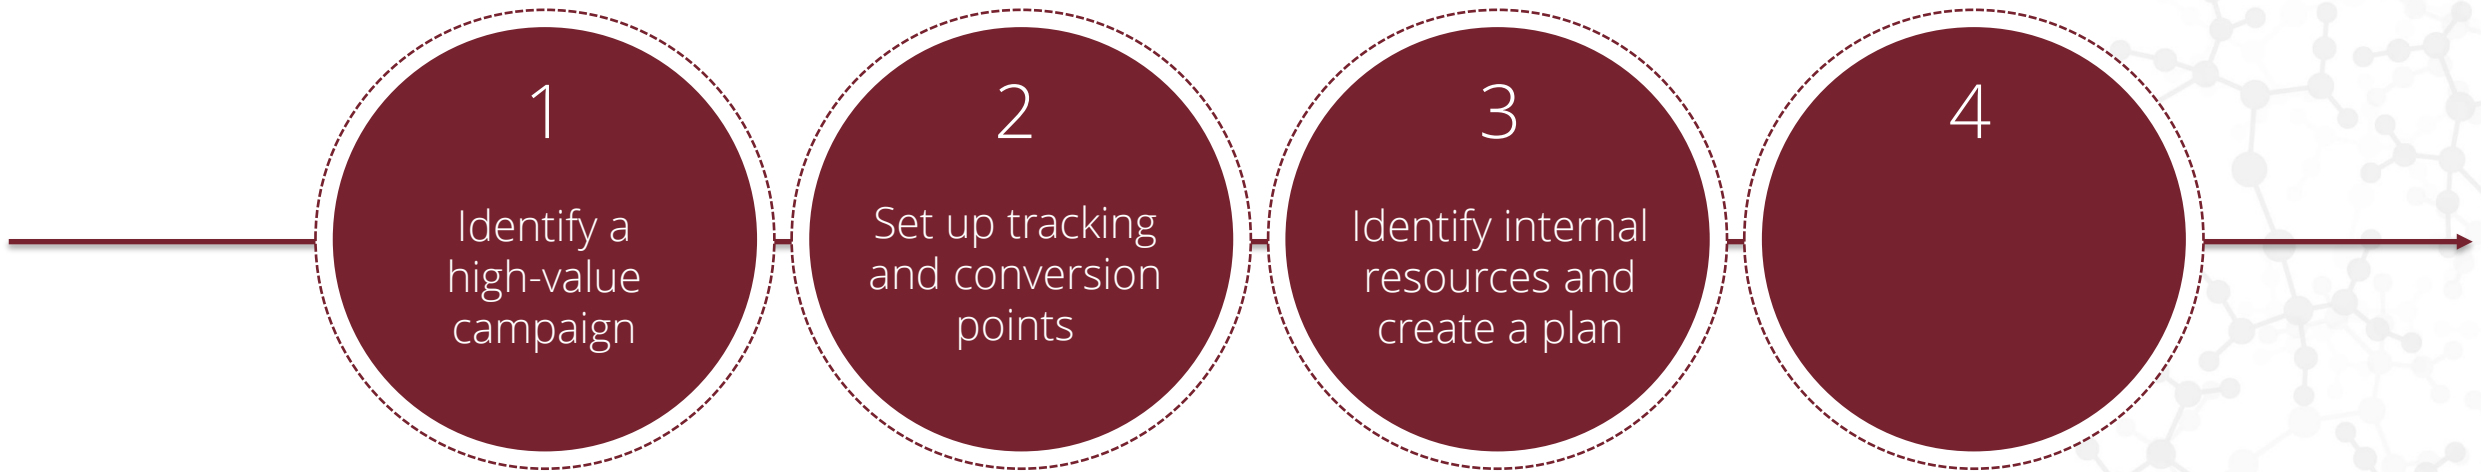 1
Identify a
high-value
campaign
2
Set up tracking
and conversion
points
3
Identify internal
resources and
create a plan
4